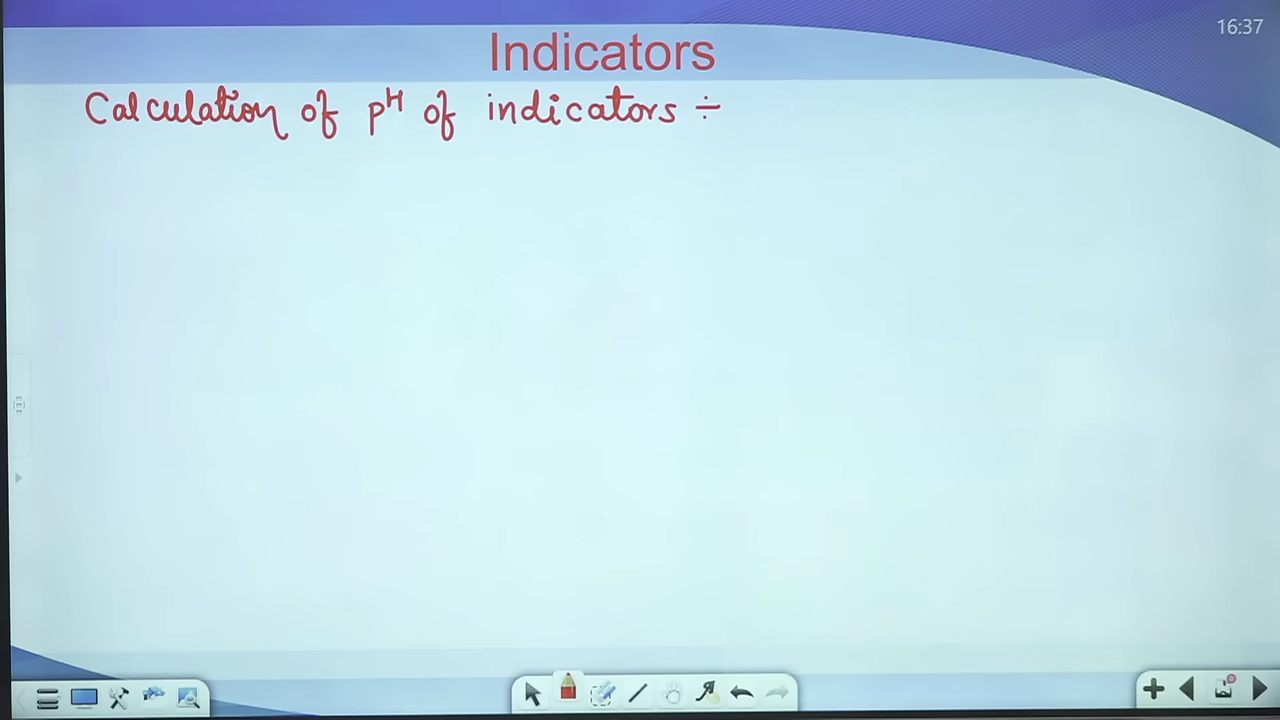 16:37
Indicators
Calculation of pH of indicators ÷